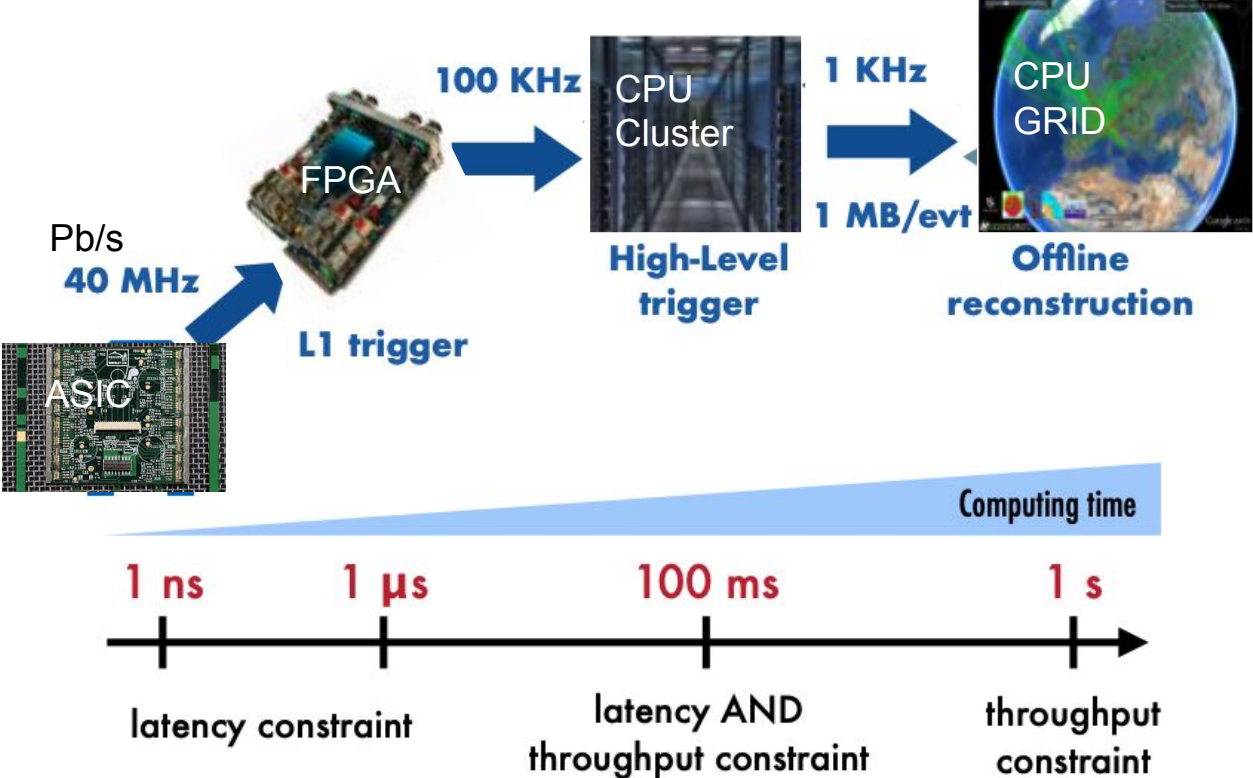 100 KHz
CPU
Cluster
1 KHz
CPU
GRID
FPGA
Pb/s
40 MHz
1 MB/evt
L1 trigger
High-Level
trigger
Offline
reconstruction
ASIC
Computing time
1 ns
1 μs
100 ms
1 s
latency constraint
latency AND
throughput constraint
throughput
constraint